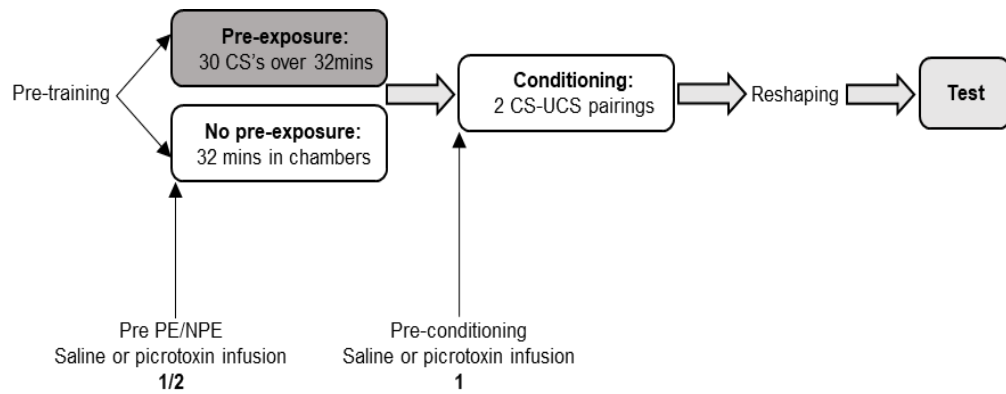 Pre-training
Pre-exposure:
30 CS's over 32mins
No pre-exposure:
32 mins in chambers
Conditioning:
2 CS-UCS pairings
Reshaping
Test
Pre PE/NPE
Saline or picrotoxin infusion
1/2
Pre-conditioning
Saline or picrotoxin infusion
1